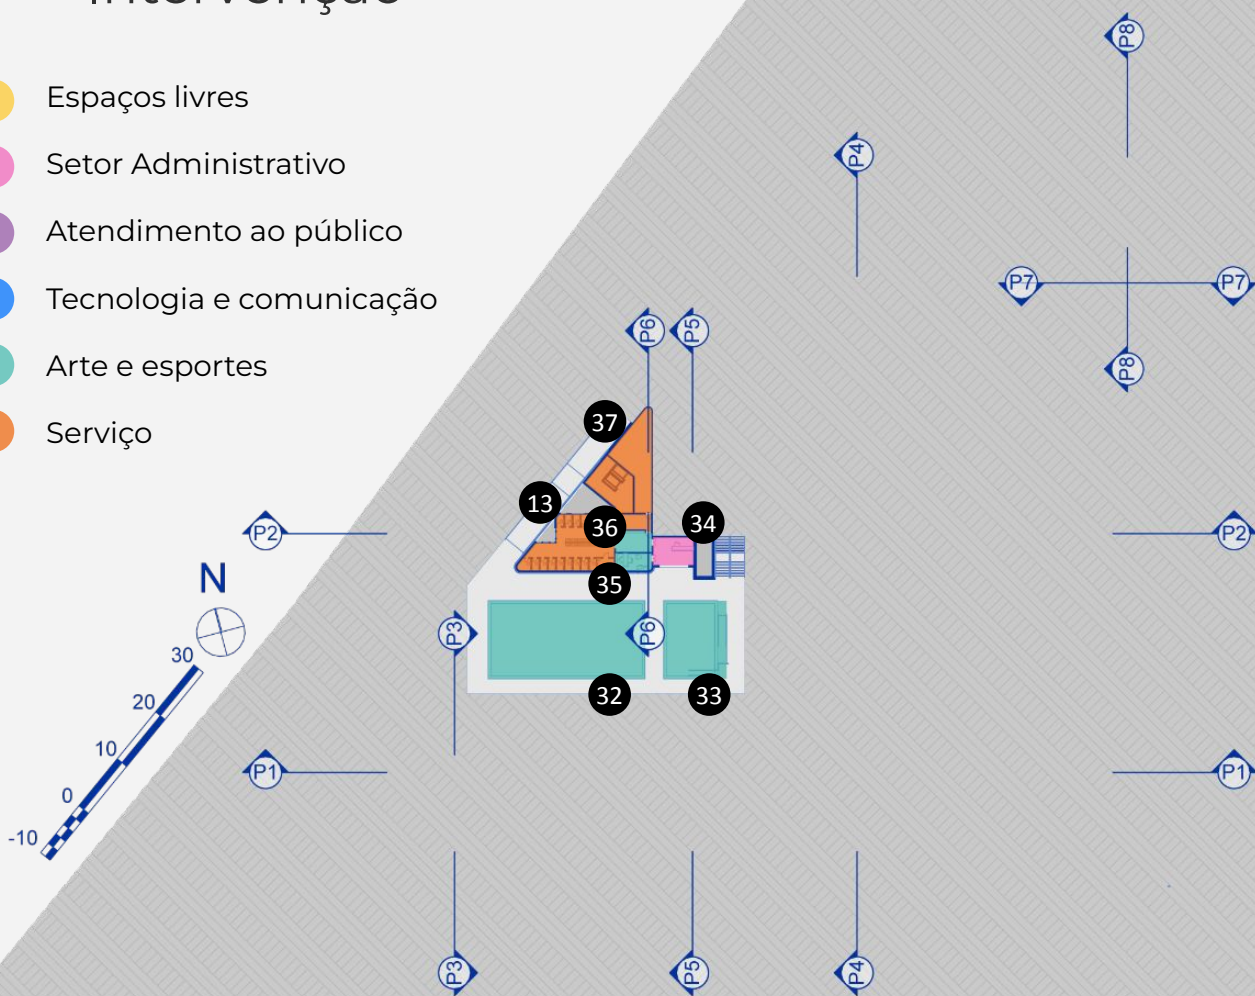 Intervenção
Espaços livres
Setor Administrativo
Atendimento ao público
Tecnologia e comunicação
Arte e esportes
Serviço
P8
P4
P7
P7
P6
P5
P8
37
13
36
34
P2
P2
35
N
P3
P6
30
32
33
20
10
P1
P1
0
-10
P3
P5
P4